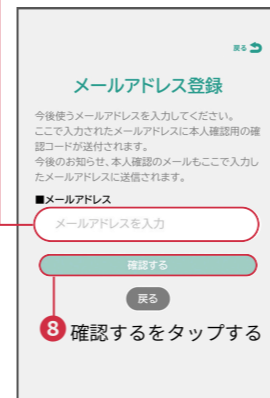 戻る
メールアドレス登録
今後使うメールアドレスを入力してください。
ここで入力されたメールアドレスに本人確認用の確
認コードが送付されます。
今後のお知らせ、本人確認のメールもここで入力し
たメールアドレスに送信されます。
■メールアドレス
メールアドレスを入力
確認する
戻る
8 確認するをタップする